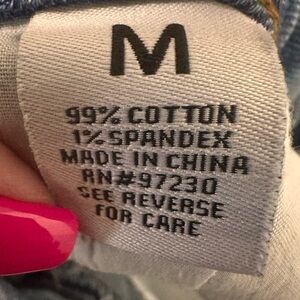 M
99% COTTON
1% SPANDEX
MADE IN CHINA
RN#97230
SEE REVERSE
FOR CARE